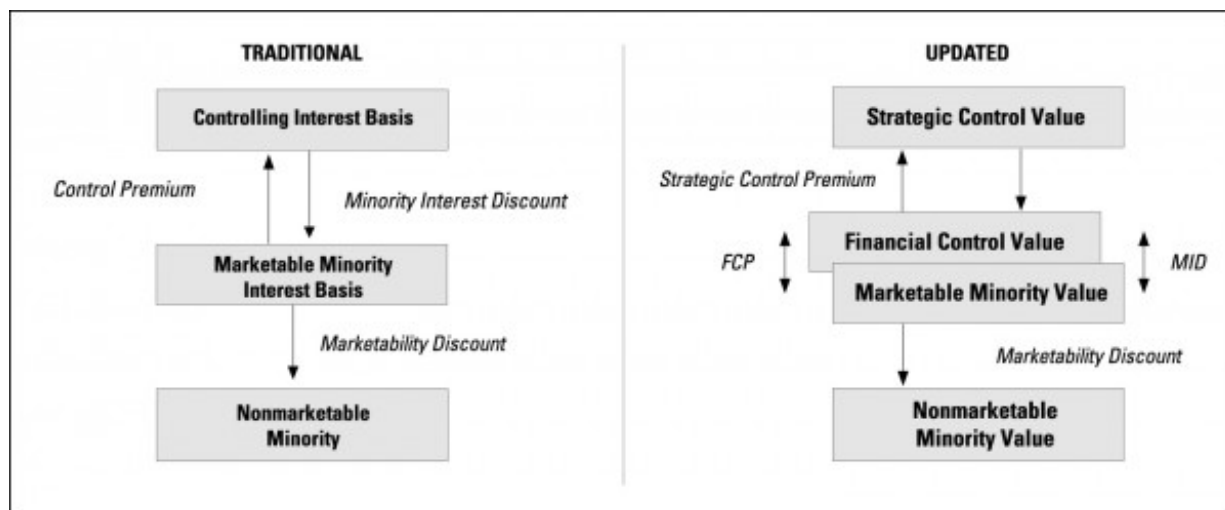 TRADITIONAL
Controlling Interest Basis
Control Premium
Minority Interest Discount
Marketable Minority
Interest Basis
Marketability Discount
Nonmarketable
Minority
UPDATED
Strategic Control Value
Strategic Control Premium
Financial Control Value
FCP
MID
Marketable Minority Value
Marketability Discount
Nonmarketable
Minority Value